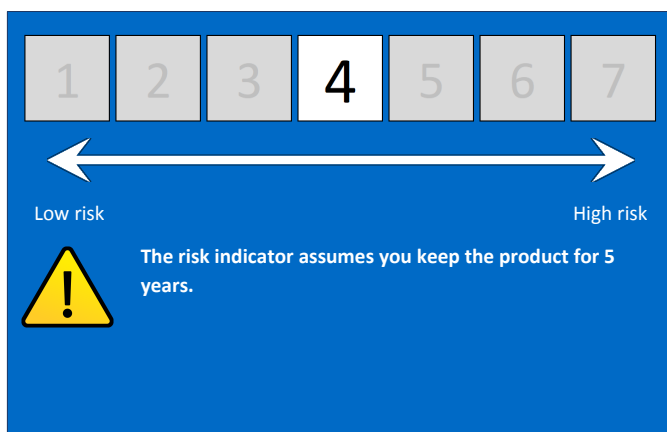 1 2 3 4 5 6 7
Low risk High risk
The risk indicator assumes you keep the product for 5
years.